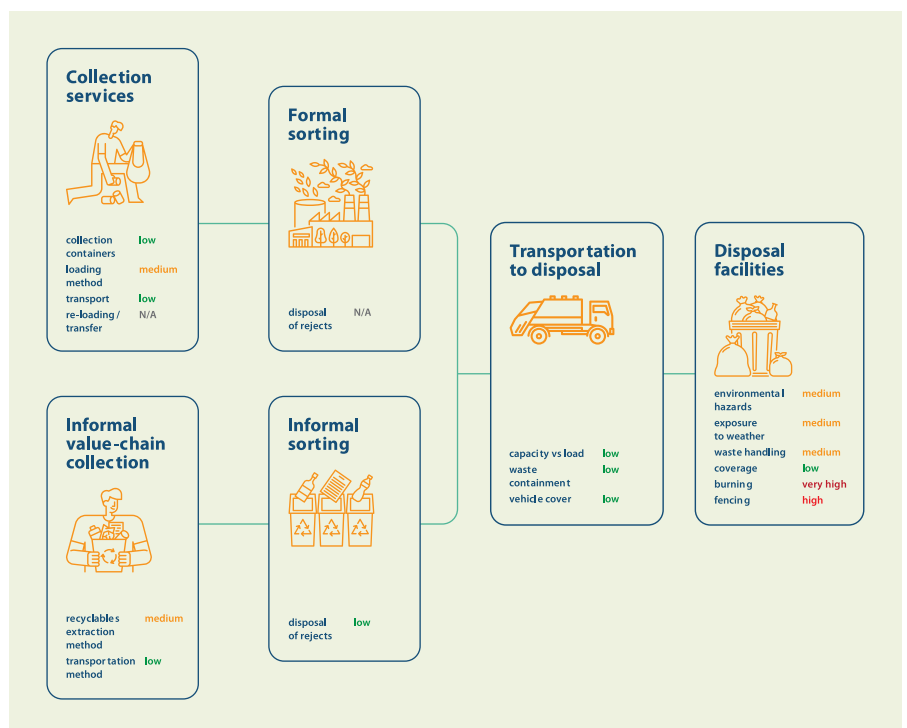 Collection
services
collection low
containers
loading medium
method
transport low
re-loading / N/A
transfer
Formal
sorting
disposal N/A
of rejects
Informal
value-chain
collection
recyclables medium
extraction
method
transportation low
method
Informal
sorting
disposal low
of rejects
Transportation
to disposal
capacity vs load low
waste low
containment
vehicle cover low
Disposal
facilities
environmental medium
hazards
exposure medium
to weather
waste handling medium
coverage low
burning very high
fencing high